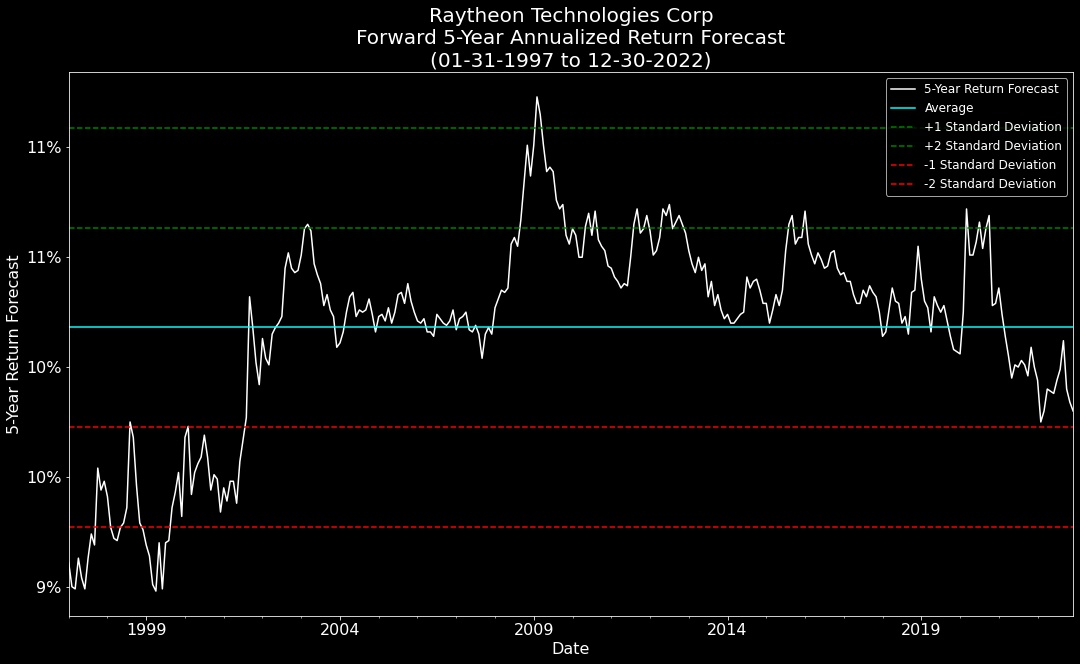 Raytheon Technologies Corp
Forward 5-Year Annualized Return Forecast
(01-31-1997 to 12-30-2022)
5-Year Return Forecast
Average
+1 Standard Deviation
+2 Standard Deviation
-1 Standard Deviation
-2 Standard Deviation
5-Year Return Forecast
11%
11%
10%
10%
9%
1999
2004
2009
2014
2019
Date